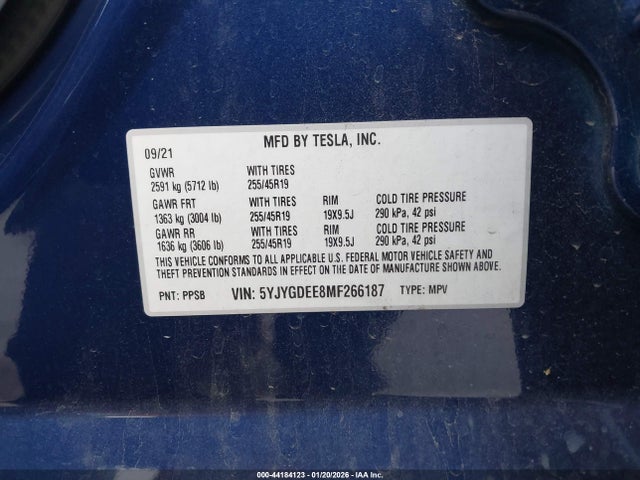 MFD BY TESLA, INC.
09/21
GVWR WITH TIRES
2591 kg (5712 lb) 255/45R19
GAWR FRT WITH TIRES RIM COLD TIRE PRESSURE
1363 kg (3004 lb) 255/45R19 19X9.5J 290 kPa, 42 psi
GAWR RR WITH TIRES RIM COLD TIRE PRESSURE
1636 kg (3606 lb) 255/45R19 19X9.5J 290 kPa, 42 psi
THIS VEHICLE CONFORMS TO ALL APPLICABLE U.S. FEDERAL MOTOR VEHICLE SAFETY AND
THEFT PREVENTION STANDARDS IN EFFECT ON THE DATE OF MANUFACTURE SHOWN ABOVE.
PNT: PPSB VIN: 5YJYGDEE8MF266187 TYPE: MPV
000-44184123 - 01/20/2026 - IAA Inc.